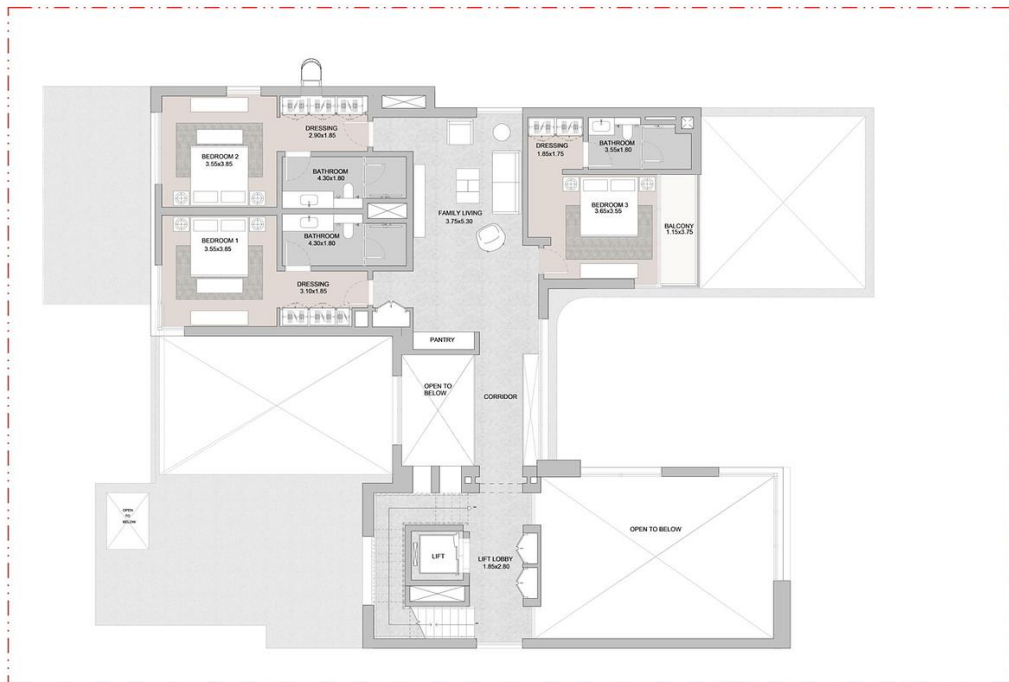 DRESSING
2.90x1.85
BEDROOM 2
3.55x3.85
BATHROOM
4.30x1.80
BEDROOM 1
3.55x3.85
BATHROOM
4.30x1.80
DRESSING
3.10x1.85
FAMILY LIVING
3.75x5.30
DRESSING
1.85x1.75
BATHROOM
3.55x1.80
BEDROOM 3
3.65x3.55
BALCONY
1.15x3.75
PANTRY
OPEN TO
BELOW
CORRIDOR
OPEN
TO
BELOW
LIFT
LIFT LOBBY
1.85x2.80
OPEN TO BELOW